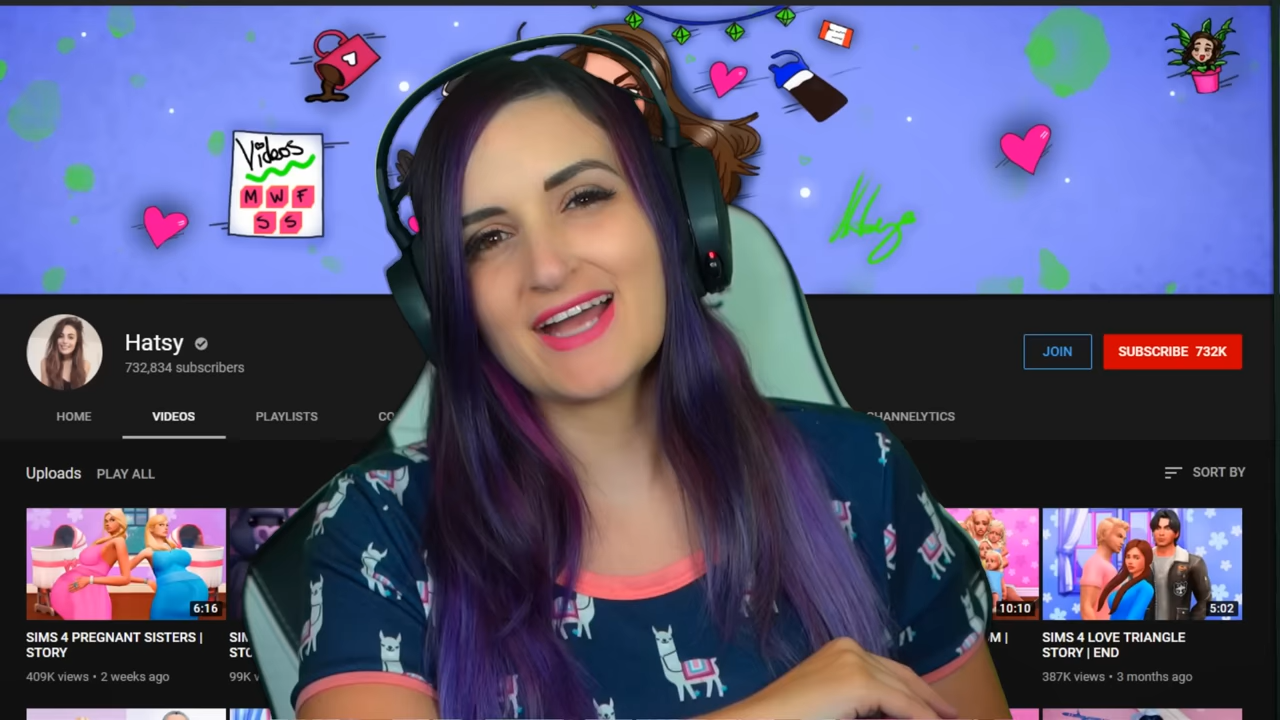 Videos
M W F
S S
Hatsy
732,834 subscribers
JOIN
SUBSCRIBE 732K
HOME
VIDEOS
PLAYLISTS
CO
CHANNELYTICS
Uploads
PLAY ALL
SORT BY
6:16
10:10
5:02
SIMS 4 PREGNANT SISTERS |
STORY
409K views • 2 weeks ago
99K
M |
SIMS 4 LOVE TRIANGLE
STORY | END
387K views • 3 months ago